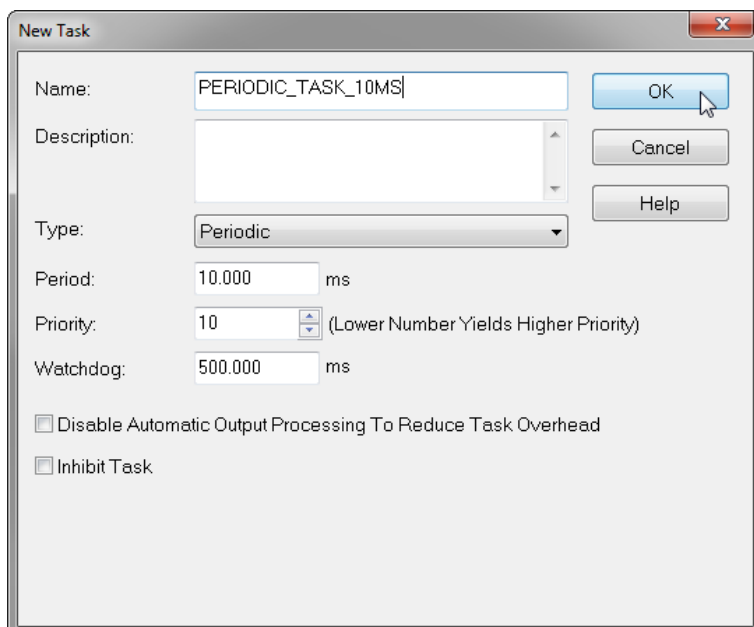 New Task
Name: PERIODIC_TASK_10MS OK
Description: Cancel
Help
Type: Periodic
Period: 10.000 ms
Priority: 10 (Lower Number Yields Higher Priority)
Watchdog: 500.000 ms
Disable Automatic Output Processing To Reduce Task Overhead
Inhibit Task